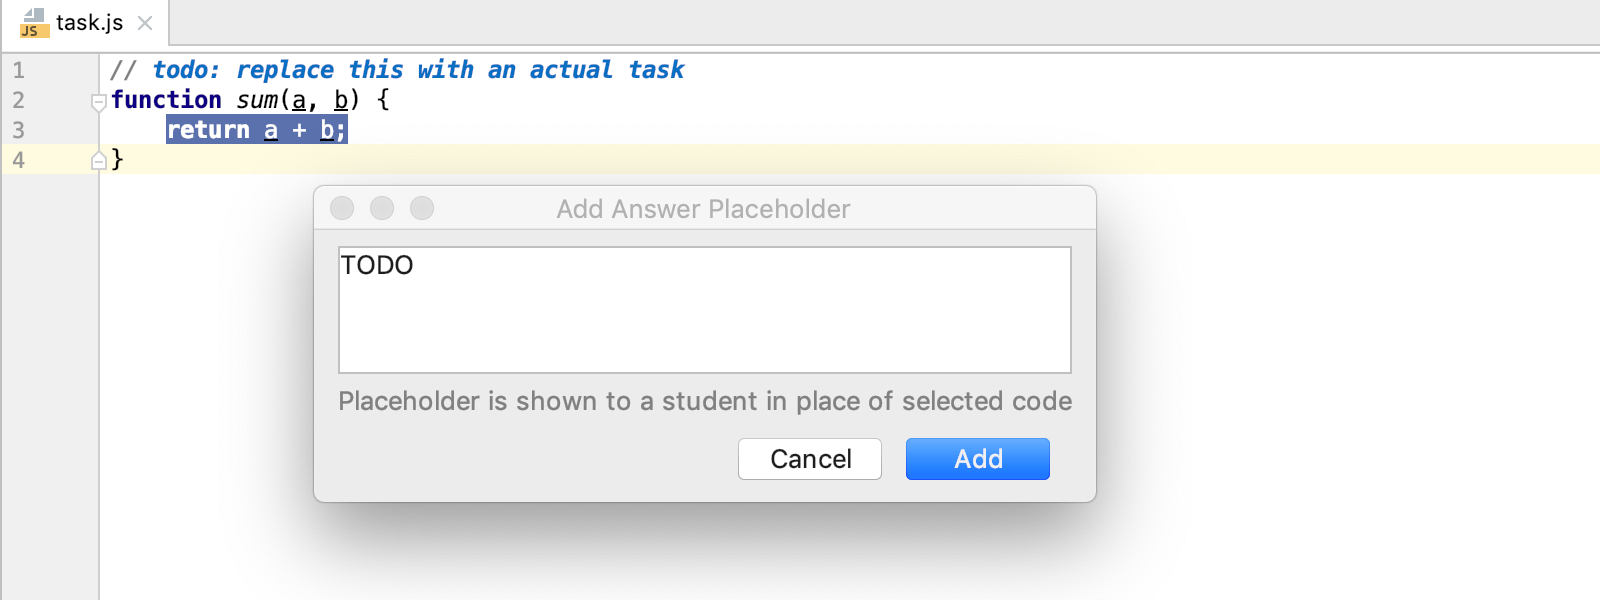 JS task.js
1 // todo: replace this with an actual task
2 function sum(a, b) {
3 return a + b;
4 }
Add Answer Placeholder
TODO
Placeholder is shown to a student in place of selected code
Cancel Add